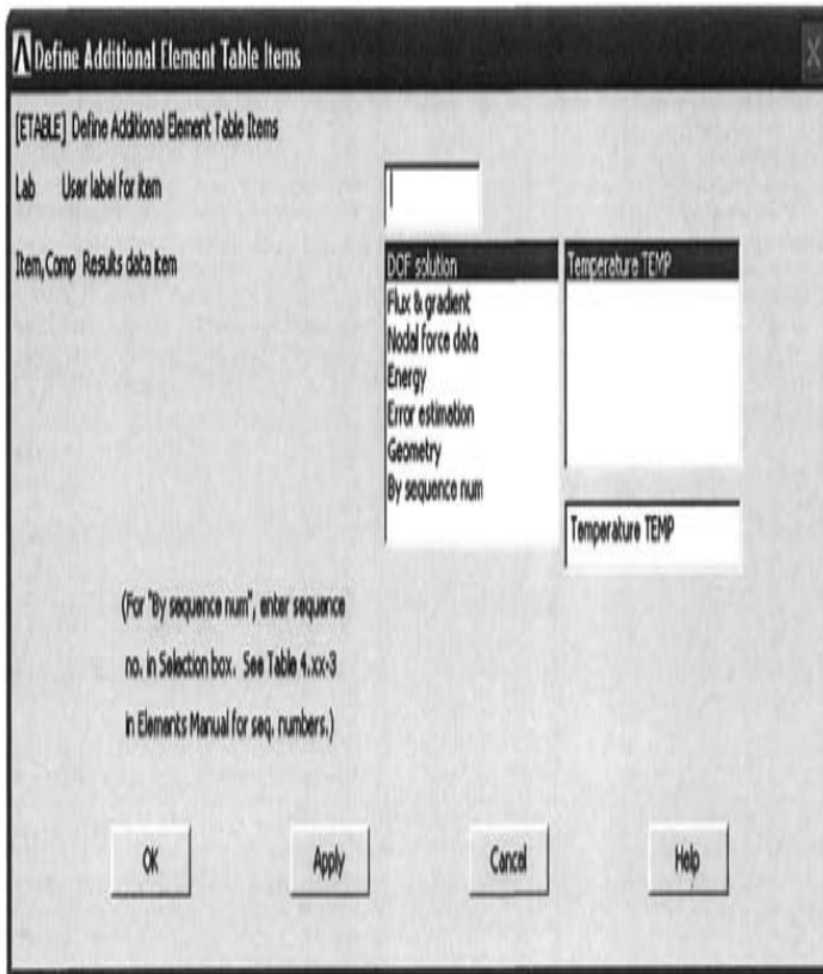 Define Additional Element Table Items
[ETABLE] Define Additional Element Table Items
Lab User label for item
Item,Comp Results data item
DOF solution
Flux & gradient
Nodal force data
Energy
Error estimation
Geometry
By sequence num
Temperature TEMP
Temperature TEMP
(For "By sequence num", enter sequence
no. in Selection box. See Table 4.xx-3
in Elements Manual for seq. numbers.)
OK
Apply
Cancel
Help